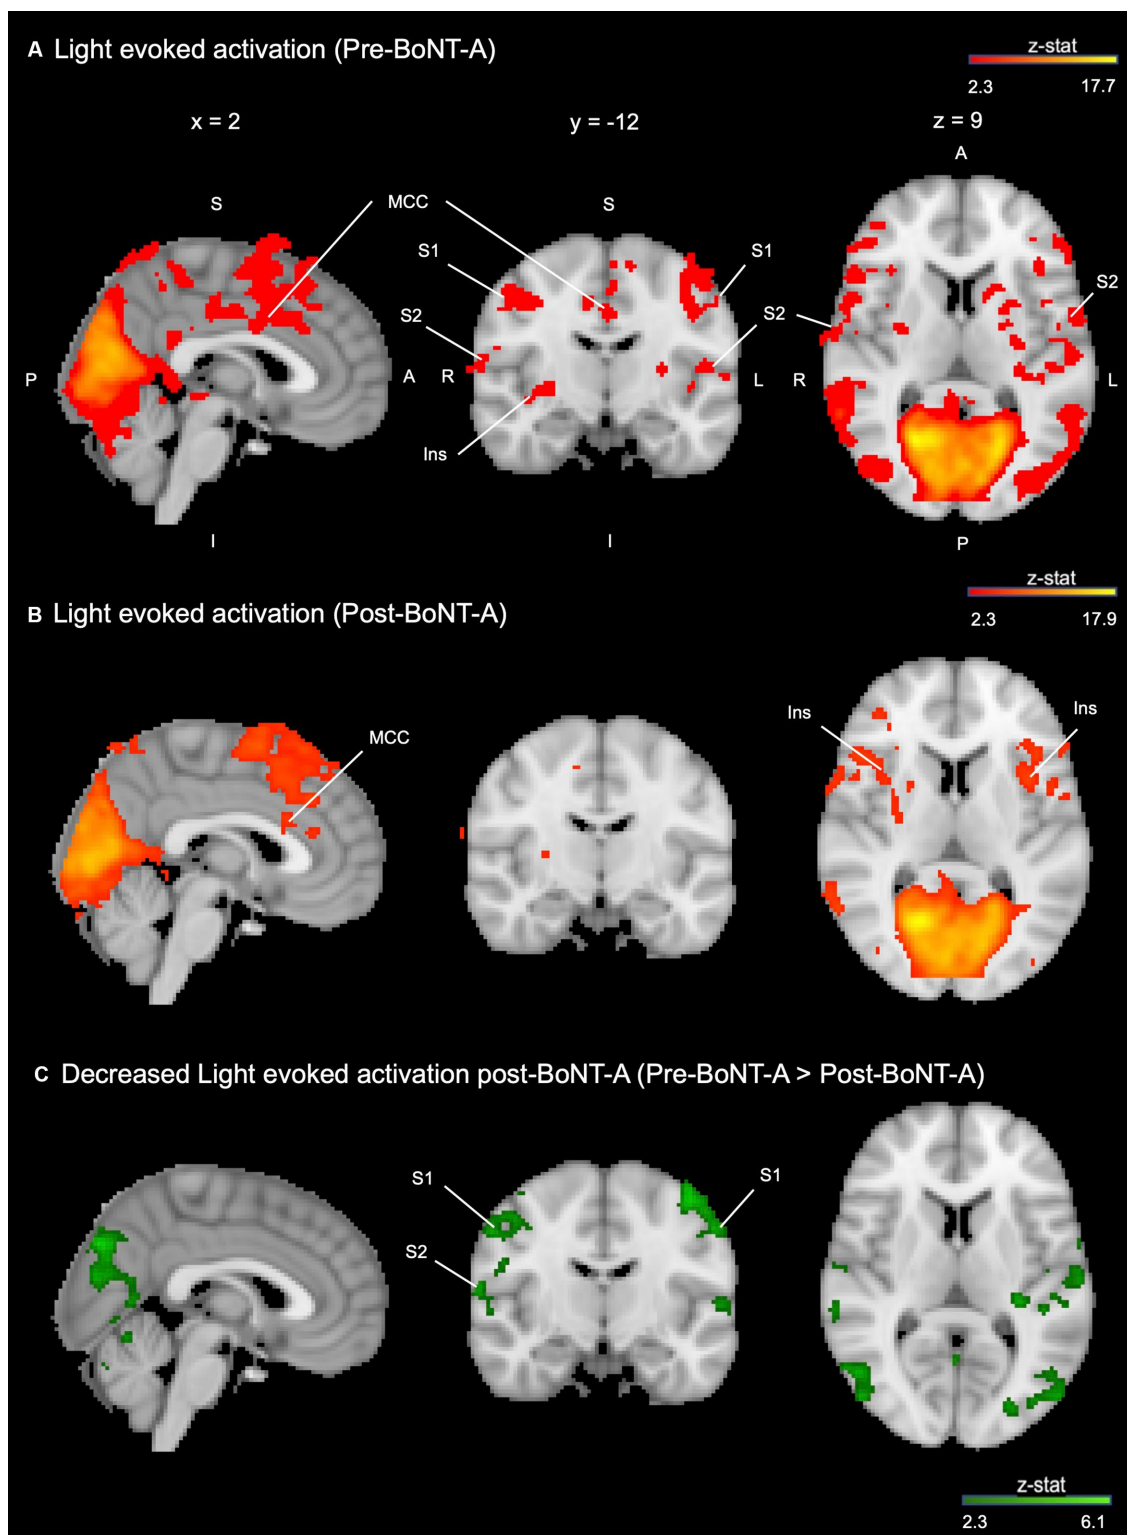 A Light evoked activation (Pre-BoNT-A)
z-stat
2.3 17.7
x = 2 y = -12 z = 9
A
S MCC S
S1 S1
S2 S2 S2
P A R L R L
Ins
I I P
z-stat
2.3 17.9
B Light evoked activation (Post-BoNT-A)
MCC Ins Ins
C Decreased Light evoked activation post-BoNT-A (Pre-BoNT-A > Post-BoNT-A)
S1 S1
S2
z-stat
2.3 6.1